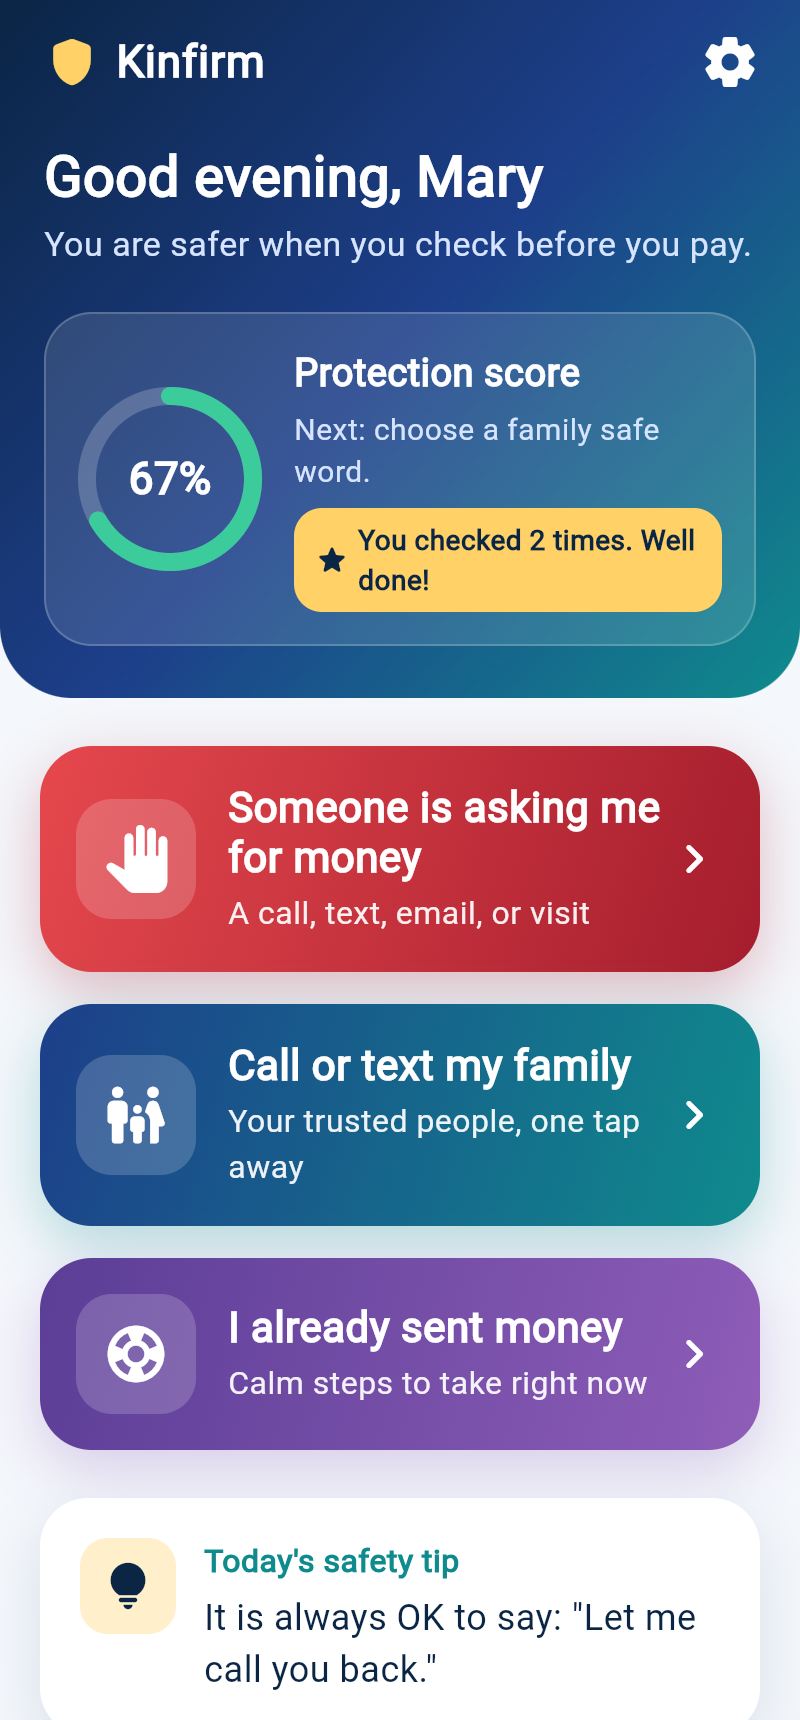 Kinfirm
Good evening, Mary
You are safer when you check before you pay.
67%
Protection score
Next: choose a family safe
word.
You checked 2 times. Well
done!
Someone is asking me
for money
A call, text, email, or visit
Call or text my family
Your trusted people, one tap
away
I already sent money
Calm steps to take right now
Today's safety tip
It is always OK to say: "Let me
call you back."